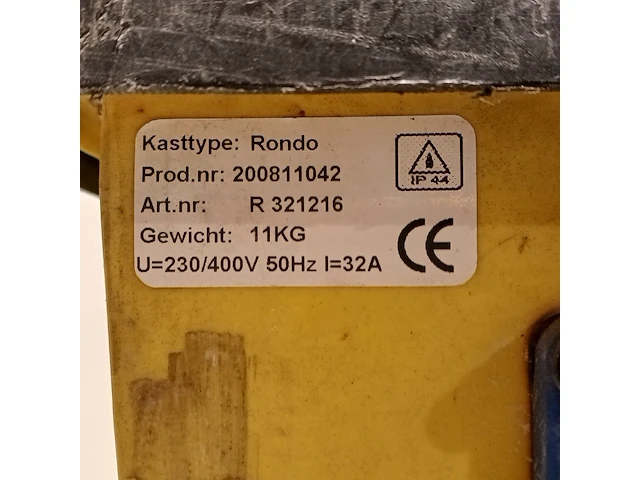 Kasttype: Rondo
Prod.nr: 200811042
Art.nr: R 321216
Gewicht: 11KG
U=230/400V 50Hz I=32A
IP 44
CE